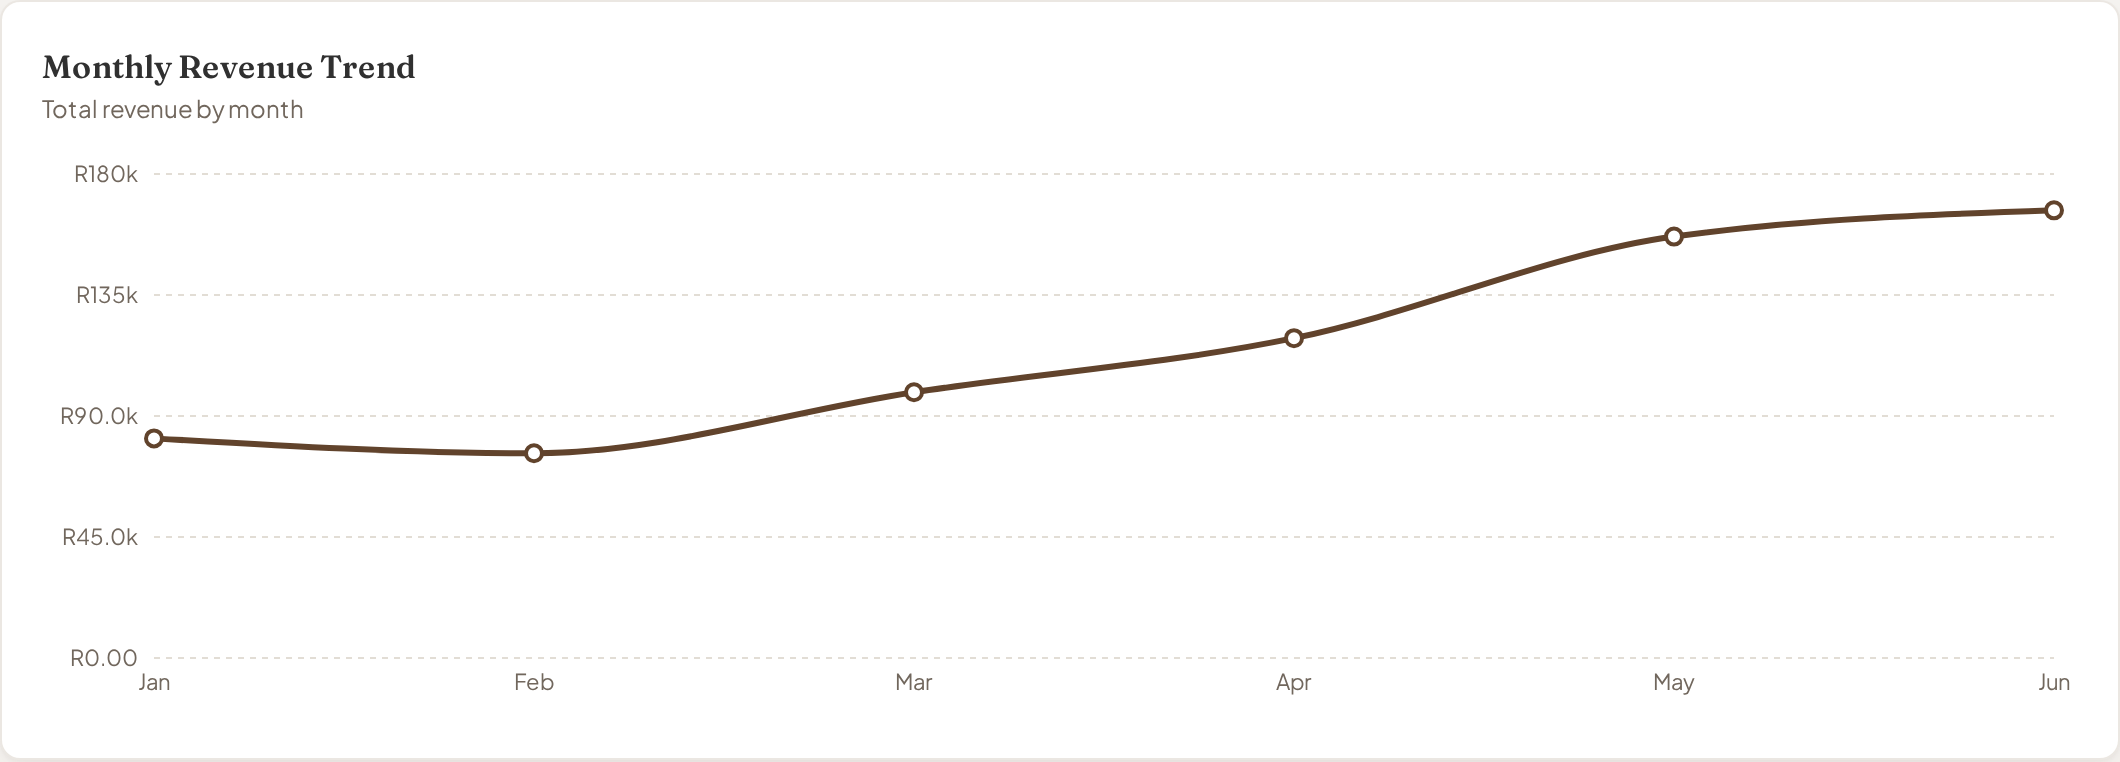 Monthly Revenue Trend
Total revenue by month
R180k
R135k
R90.0k
R45.0k
R0.00
Jan Feb Mar Apr May Jun